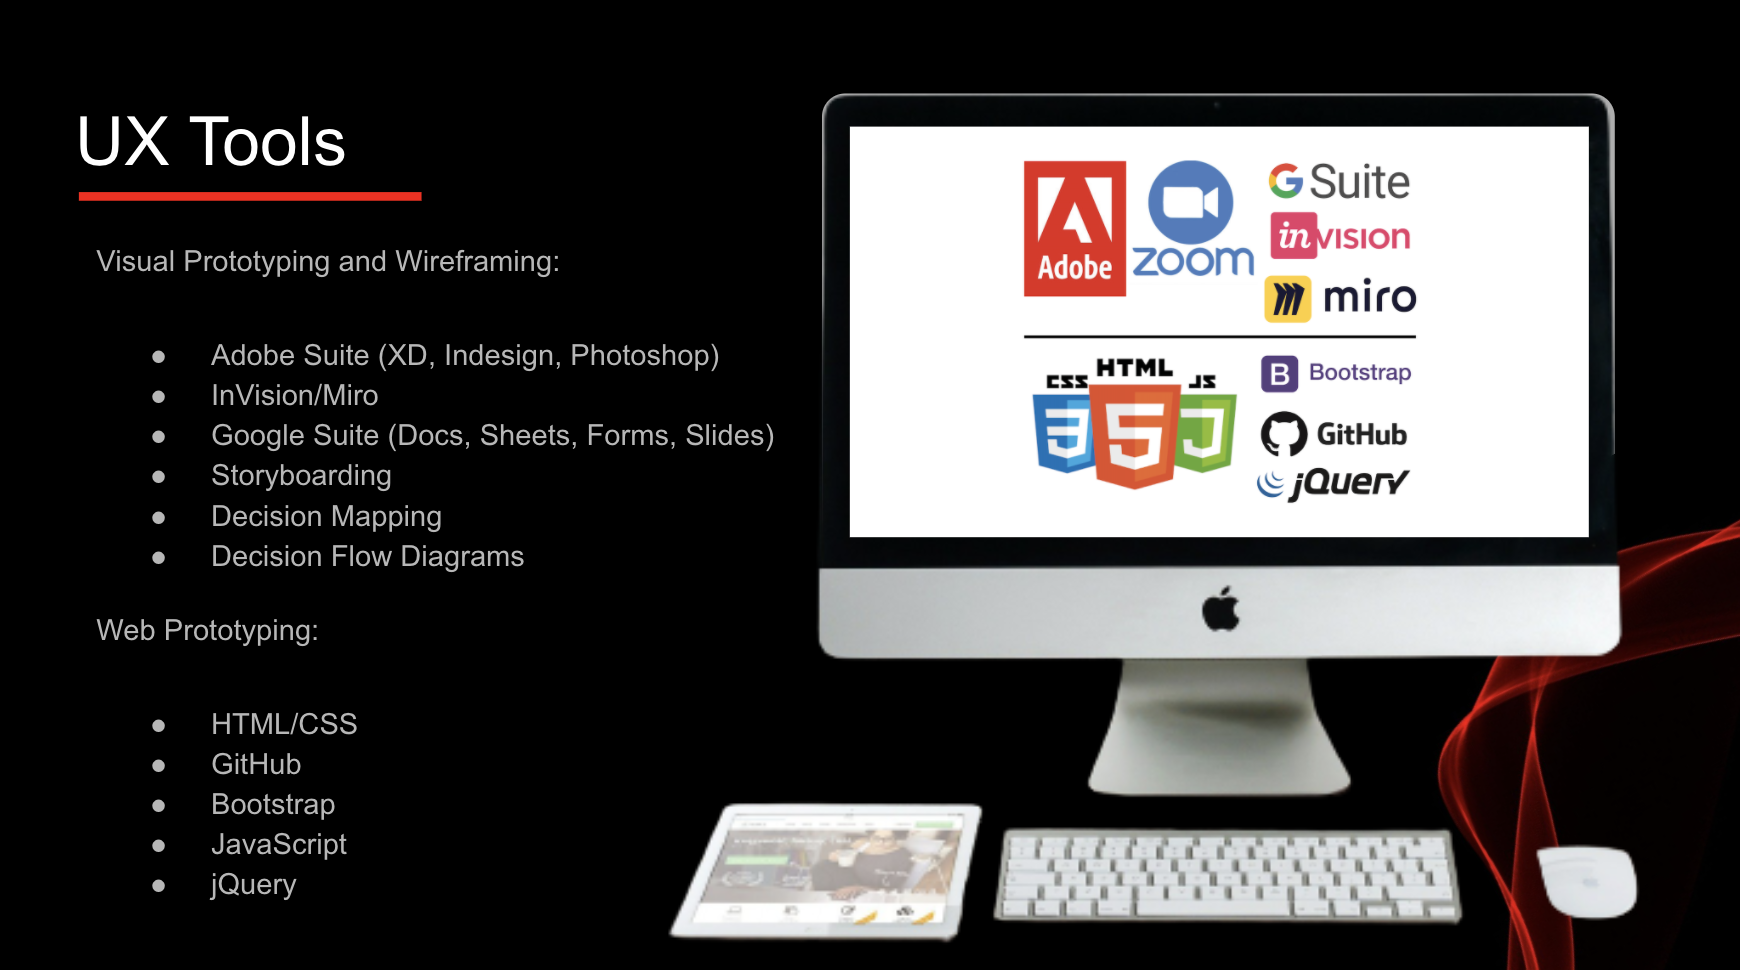 UX Tools
Visual Prototyping and Wireframing:
● Adobe Suite (XD, Indesign, Photoshop)
● InVision/Miro
● Google Suite (Docs, Sheets, Forms, Slides)
● Storyboarding
● Decision Mapping
● Decision Flow Diagrams
Web Prototyping:
● HTML/CSS
● GitHub
● Bootstrap
● JavaScript
● jQuery
Adobe
zoom
G Suite
inVISION
miro
CSS HTML JS
3 5 J
B Bootstrap
GitHub
jQuery